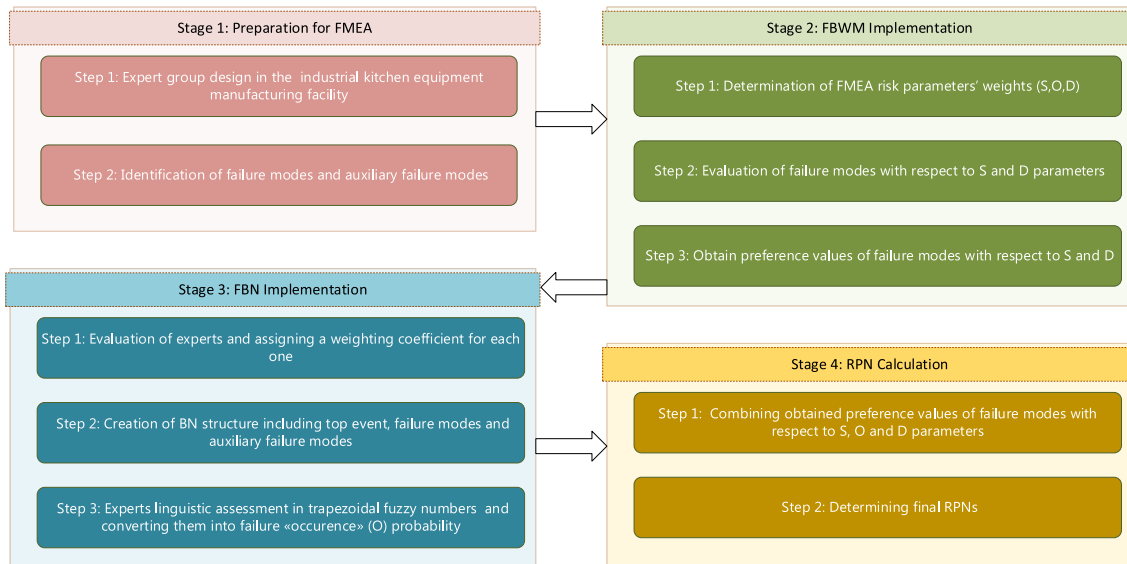 Stage 1: Preparation for FMEA
Step 1: Expert group design in the industrial kitchen equipment
manufacturing facility
Step 2: Identification of failure modes and auxiliary failure modes
Stage 2: FBWM Implementation
Step 1: Determination of FMEA risk parameters' weights (S,O,D)
Step 2: Evaluation of failure modes with respect to S and D parameters
Step 3: Obtain preference values of failure modes with respect to S and D
Stage 3: FBN Implementation
Step 1: Evaluation of experts and assigning a weighting coefficient for each
one
Step 2: Creation of BN structure including top event, failure modes and
auxiliary failure modes
Step 3: Experts linguistic assessment in trapezoidal fuzzy numbers and
converting them into failure «occurence» (O) probability
Stage 4: RPN Calculation
Step 1: Combining obtained preference values of failure modes with
respect to S, O and D parameters
Step 2: Determining final RPNs